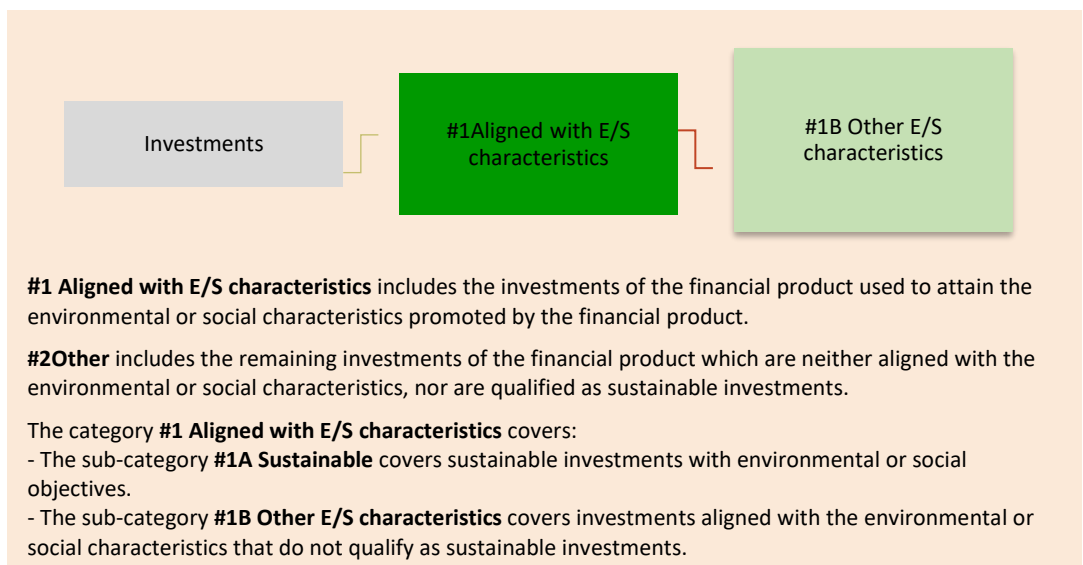 Investments
#1Aligned with E/S
characteristics
#1B Other E/S
characteristics
#1 Aligned with E/S characteristics includes the investments of the financial product used to attain the
environmental or social characteristics promoted by the financial product.
#2Other includes the remaining investments of the financial product which are neither aligned with the
environmental or social characteristics, nor are qualified as sustainable investments.
The category #1 Aligned with E/S characteristics covers:
- The sub-category #1A Sustainable covers sustainable investments with environmental or social
objectives.
- The sub-category #1B Other E/S characteristics covers investments aligned with the environmental or
social characteristics that do not qualify as sustainable investments.